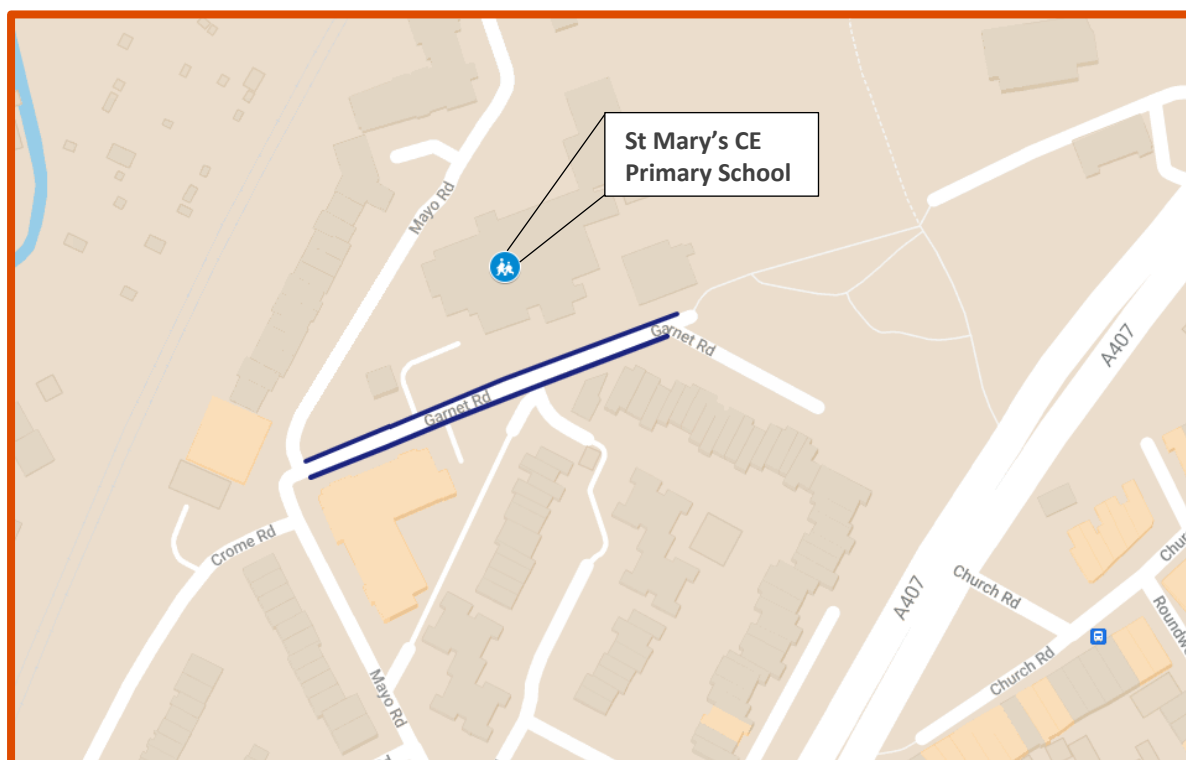 St Mary’s CE
Primary School
Mayo Rd
Garnet Rd
Garnet Rd
A407
Crome Rd
A407
Church Rd
Mayo Rd
Church Rd